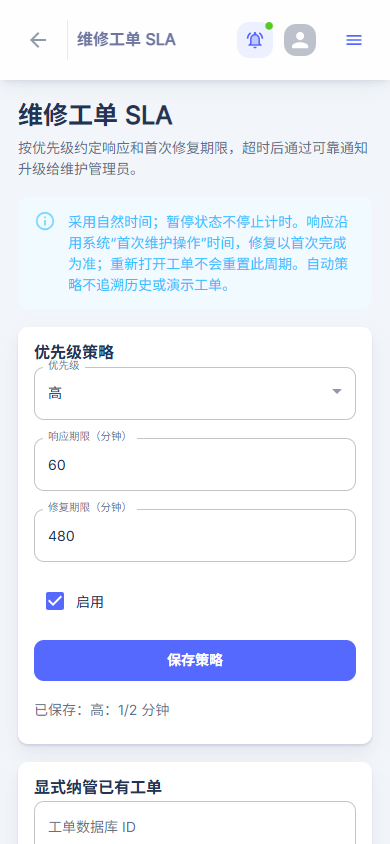 维修工单 SLA
维修工单 SLA
按优先级约定响应和首次修复期限，超时后通过可靠通知
升级给维护管理员。
采用自然时间；暂停状态不停止计时。响应沿
用系统“首次维护操作”时间，修复以首次完成
为准；重新打开工单不会重置此周期。自动策
略不追溯历史或演示工单。
优先级策略
优先级
高
响应期限（分钟）
60
修复期限（分钟）
480
启用
保存策略
已保存：高：1/2 分钟
显式纳管已有工单
工单数据库 ID